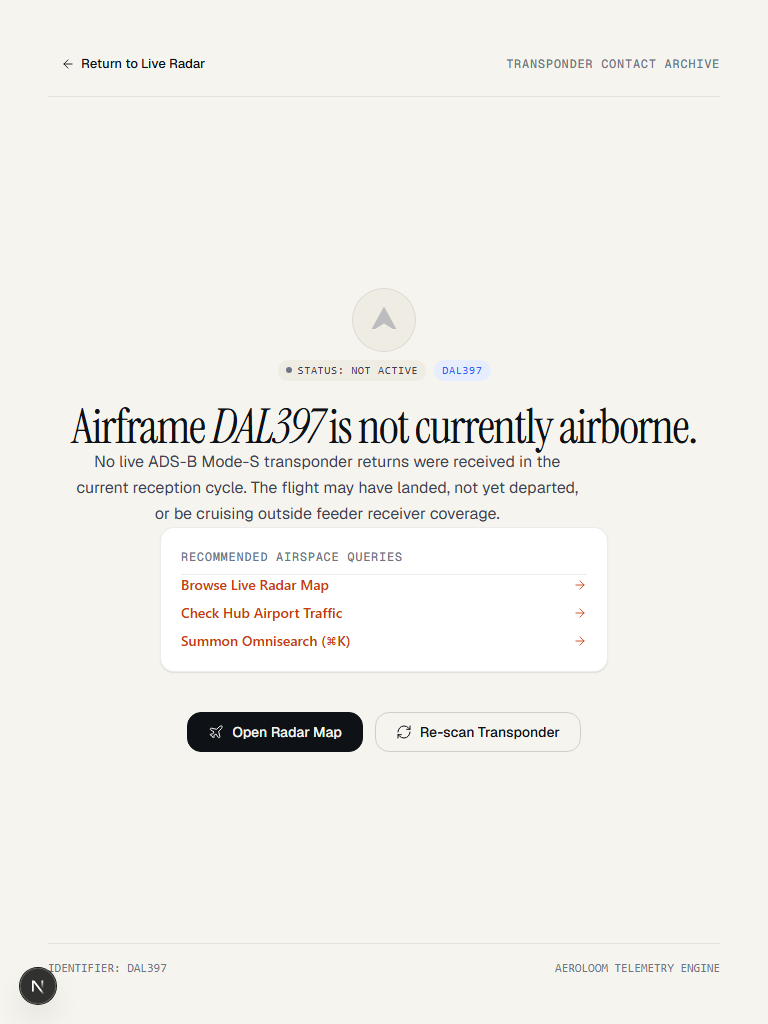 Return to Live Radar
TRANSPONDER CONTACT ARCHIVE
STATUS: NOT ACTIVE
DAL397
Airframe DAL397 is not currently airborne.
No live ADS-B Mode-S transponder returns were received in the
current reception cycle. The flight may have landed, not yet departed,
or be cruising outside feeder receiver coverage.
RECOMMENDED AIRSPACE QUERIES
Browse Live Radar Map
Check Hub Airport Traffic
Summon Omnisearch (⌘K)
Open Radar Map
Re-scan Transponder
IDENTIFIER: DAL397
AEROLOOM TELEMETRY ENGINE
N